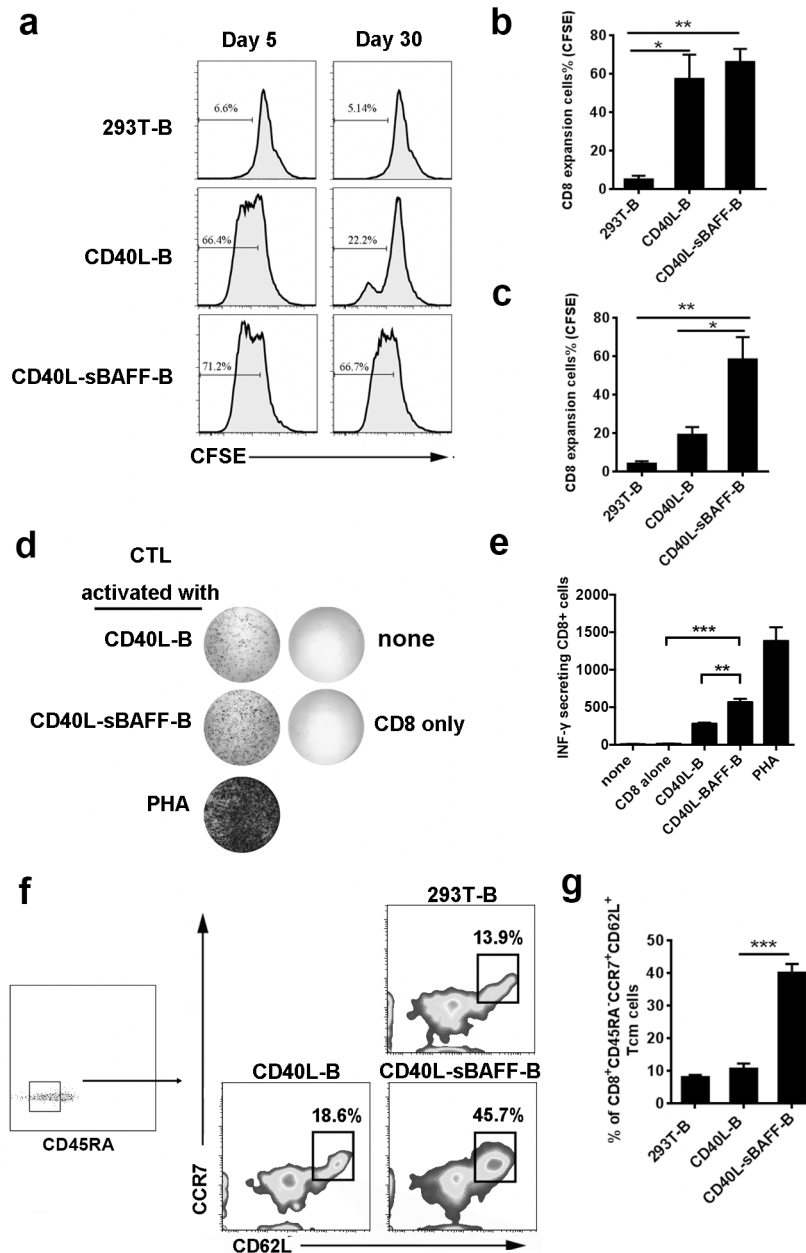 a
Day 5
Day 30
293T-B
6.6%
5.14%
CD40L-B
66.4%
22.2%
CD40L-sBAFF-B
71.2%
66.7%
CFSE
b
CD8 expansion cells% (CFSE)
80
60
40
20
0
**
*
293T-B
CD40L-B
CD40L-sBAFF-B
c
CD8 expansion cells% (CFSE)
80
60
40
20
0
**
*
293T-B
CD40L-B
CD40L-sBAFF-B
d
CTL
activated with
CD40L-B
none
CD40L-sBAFF-B
CD8 only
PHA
e
INF-γ secreting CD8+ cells
2000
1500
1000
500
0
***
**
none
CD8 alone
CD40L-B
CD40L-BAFF-B
PHA
f
CD45RA
293T-B
13.9%
CD40L-B
18.6%
CD40L-sBAFF-B
45.7%
CCR7
CD62L
g
% of CD8⁺CD45RA⁻CCR7⁺CD62L⁺
Tcm cells
50
40
30
20
10
0
***
293T-B
CD40L-B
CD40L-sBAFF-B